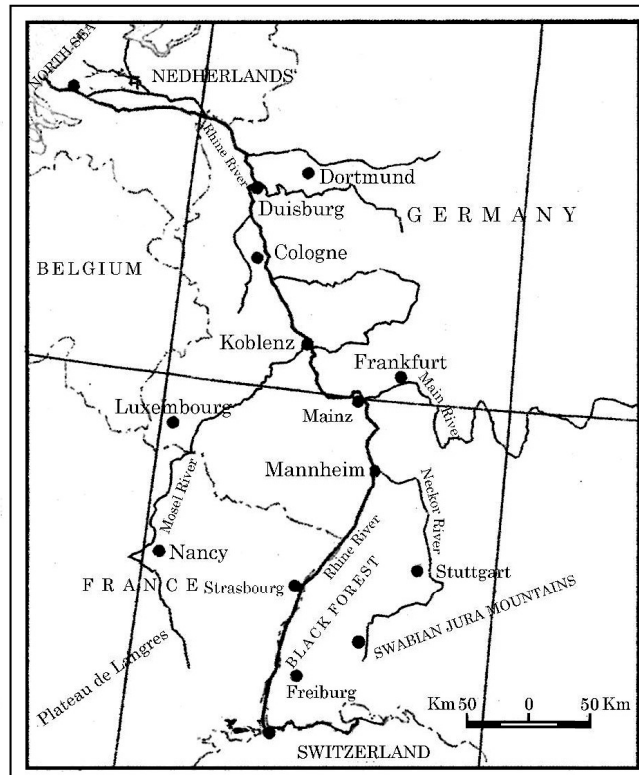 NORTH SEA
NEDHERLANDS'
Rhine River
Dortmund
Duisburg
GERMANY
Cologne
BELGIUM
Koblenz
Frankfurt
Main River
Luxembourg
Mainz
Mannheim
Mosel River
Neckor River
Rhine River
Nancy
FRANCE
Strasbourg
Stuttgart
BLACK FOREST
SWABIAN JURA MOUNTAINS
Plateau de Langres
Freiburg
Km 50 0 50 Km
SWITZERLAND